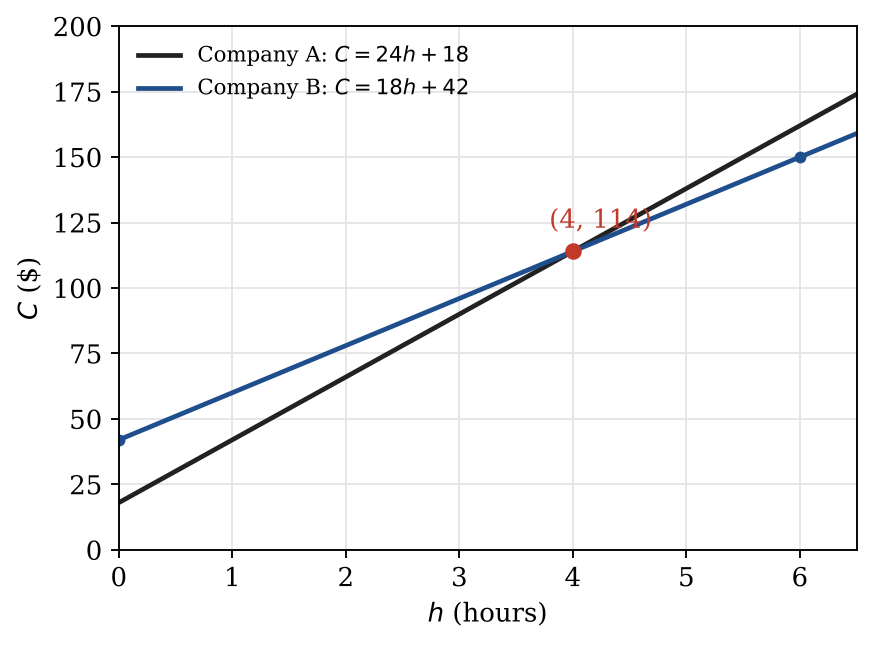 200
175
150
125
100
75
50
25
0
C ($)
Company A: C = 24h + 18
Company B: C = 18h + 42
(4, 114)
0 1 2 3 4 5 6
h (hours)